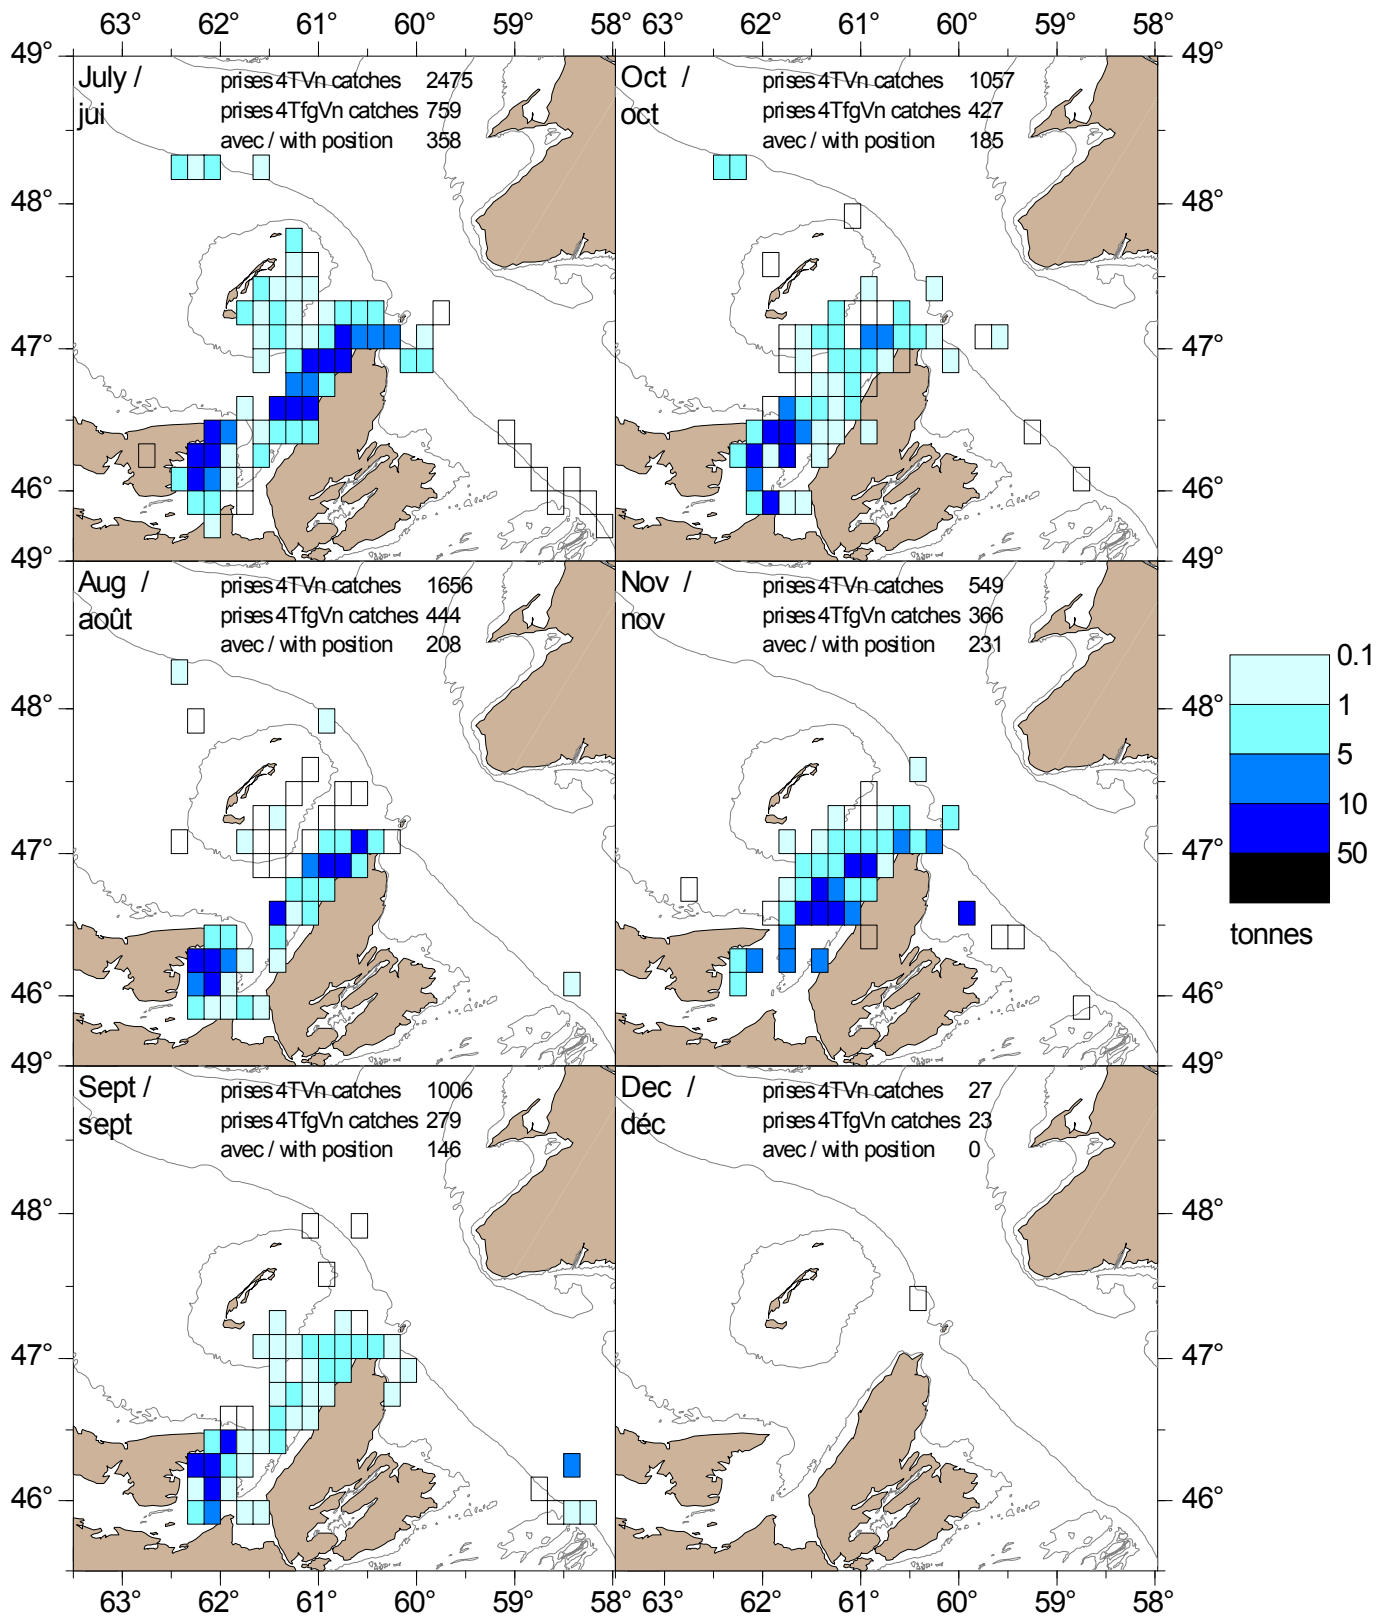 63° 62° 61° 60° 59° 58° 63° 62° 61° 60° 59° 58°
49° 49°
July / jui
prises 4TVn catches 2475
prises 4TfgVn catches 759
avec / with position 358
Oct / oct
prises 4TVn catches 1057
prises 4TfgVn catches 427
avec / with position 185
48° 48°
47° 47°
46° 46°
49° 49°
Aug / août
prises 4TVn catches 1656
prises 4TfgVn catches 444
avec / with position 208
Nov / nov
prises 4TVn catches 549
prises 4TfgVn catches 366
avec / with position 231
48° 48°
47° 47°
46° 46°
49° 49°
0.1
1
5
10
50
tonnes
Sept / sept
prises 4TVn catches 1006
prises 4TfgVn catches 279
avec / with position 146
Dec / déc
prises 4TVn catches 27
prises 4TfgVn catches 23
avec / with position 0
48° 48°
47° 47°
46° 46°
63° 62° 61° 60° 59° 58° 63° 62° 61° 60° 59° 58°